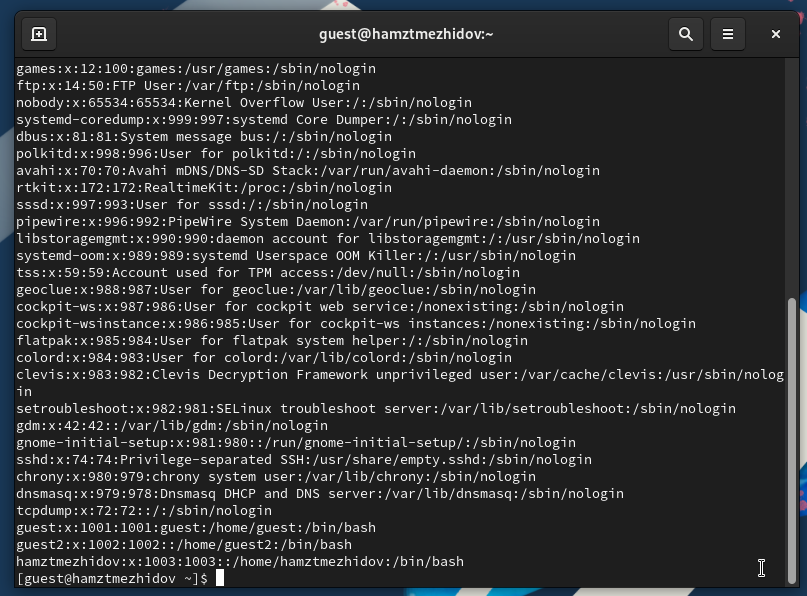 guest@hamztmezhidov:~
games:x:12:100:games:/usr/games:/sbin/nologin
ftp:x:14:50:FTP User:/var/ftp:/sbin/nologin
nobody:x:65534:65534:Kernel Overflow User:/:/sbin/nologin
systemd-coredump:x:999:997:systemd Core Dumper:/:/sbin/nologin
dbus:x:81:81:System message bus:/:/sbin/nologin
polkitd:x:998:996:User for polkitd:/:/sbin/nologin
avahi:x:70:70:Avahi mDNS/DNS-SD Stack:/var/run/avahi-daemon:/sbin/nologin
rtkit:x:172:172:RealtimeKit:/proc:/sbin/nologin
sssd:x:997:993:User for sssd:/:/sbin/nologin
pipewire:x:996:992:PipeWire System Daemon:/var/run/pipewire:/sbin/nologin
libstoragemgmt:x:990:990:daemon account for libstoragemgmt:/:/usr/sbin/nologin
systemd-oom:x:989:989:systemd Userspace OOM Killer:/:/usr/sbin/nologin
tss:x:59:59:Account used for TPM access:/dev/null:/sbin/nologin
geoclue:x:988:987:User for geoclue:/var/lib/geoclue:/sbin/nologin
cockpit-ws:x:987:986:User for cockpit web service:/nonexisting:/sbin/nologin
cockpit-wsinstance:x:986:985:User for cockpit-ws instances:/nonexisting:/sbin/nologin
flatpak:x:985:984:User for flatpak system helper:/:/sbin/nologin
colord:x:984:983:User for colord:/var/lib/colord:/sbin/nologin
clevis:x:983:982:Clevis Decryption Framework unprivileged user:/var/cache/clevis:/usr/sbin/nolog
in
setroubleshoot:x:982:981:SELinux troubleshoot server:/var/lib/setroubleshoot:/sbin/nologin
gdm:x:42:42::/var/lib/gdm:/sbin/nologin
gnome-initial-setup:x:981:980::/run/gnome-initial-setup/:/sbin/nologin
sshd:x:74:74:Privilege-separated SSH:/usr/share/empty.sshd:/sbin/nologin
chrony:x:980:979:chrony system user:/var/lib/chrony:/sbin/nologin
dnsmasq:x:979:978:Dnsmasq DHCP and DNS server:/var/lib/dnsmasq:/sbin/nologin
tcpdump:x:72:72::/:/sbin/nologin
guest:x:1001:1001:guest:/home/guest:/bin/bash
guest2:x:1002:1002::/home/guest2:/bin/bash
hamztmezhidov:x:1003:1003::/home/hamztmezhidov:/bin/bash
[guest@hamztmezhidov ~]$